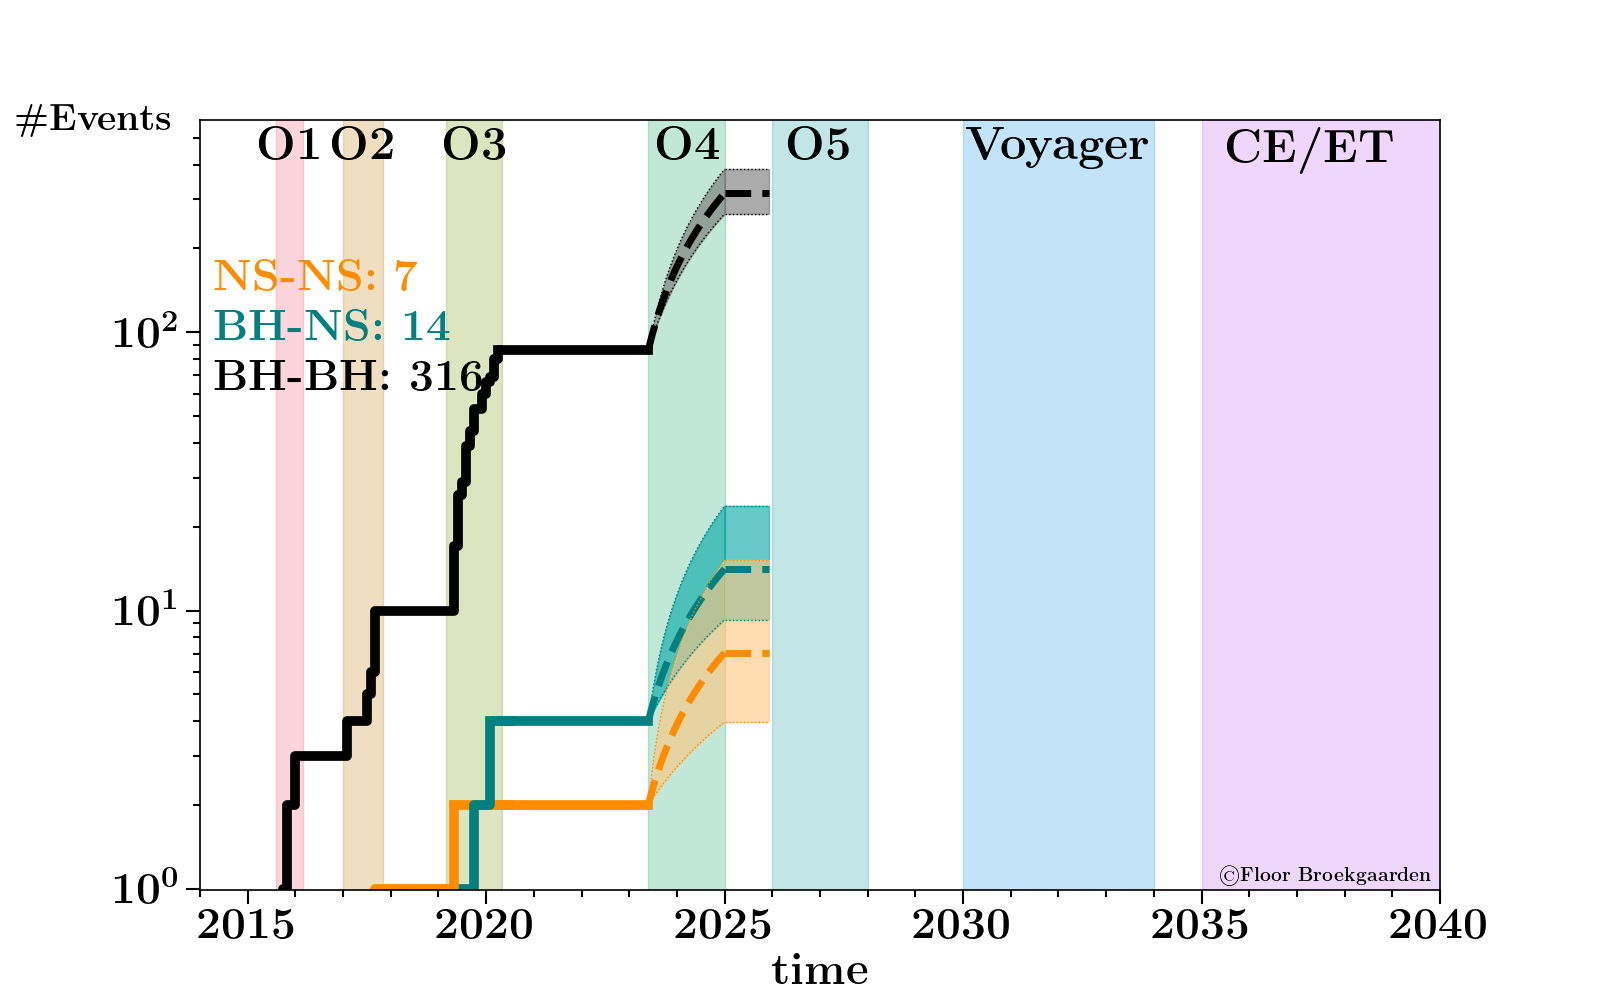 #Events
O1 O2 O3 O4 O5 Voyager CE/ET
NS-NS: 7
BH-NS: 14
BH-BH: 316
10²
10¹
10⁰
©Floor Broekgaarden
2015 2020 2025 2030 2035 2040
time